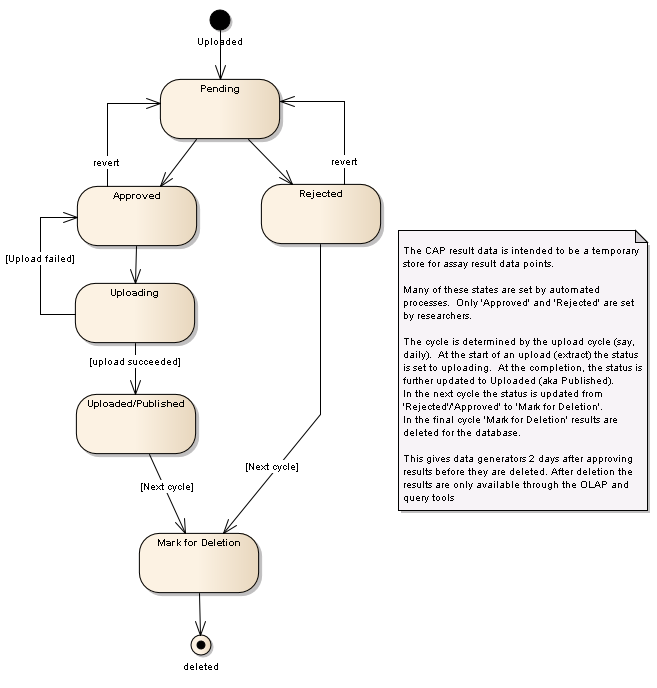 Uploaded
Pending
revert
revert
Approved
Rejected
[Upload failed]
Uploading
[upload succeeded]
Uploaded/Published
[Next cycle]
[Next cycle]
Mark for Deletion
deleted
The CAP result data is intended to be a temporary
store for assay result data points.
Many of these states are set by automated
processes.  Only 'Approved' and 'Rejected' are set
by researchers.
The cycle is determined by the upload cycle (say,
daily).  At the start of an upload (extract) the status
is set to uploading.  At the completion, the status is
further updated to Uploaded (aka Published).
In the next cycle the status is updated from
'Rejected'/'Approved' to 'Mark for Deletion'.
In the final cycle 'Mark for Deletion' results are
deleted for the database.
This gives data generators 2 days after approving
results before they are deleted. After deletion the
results are only available through the OLAP and
query tools